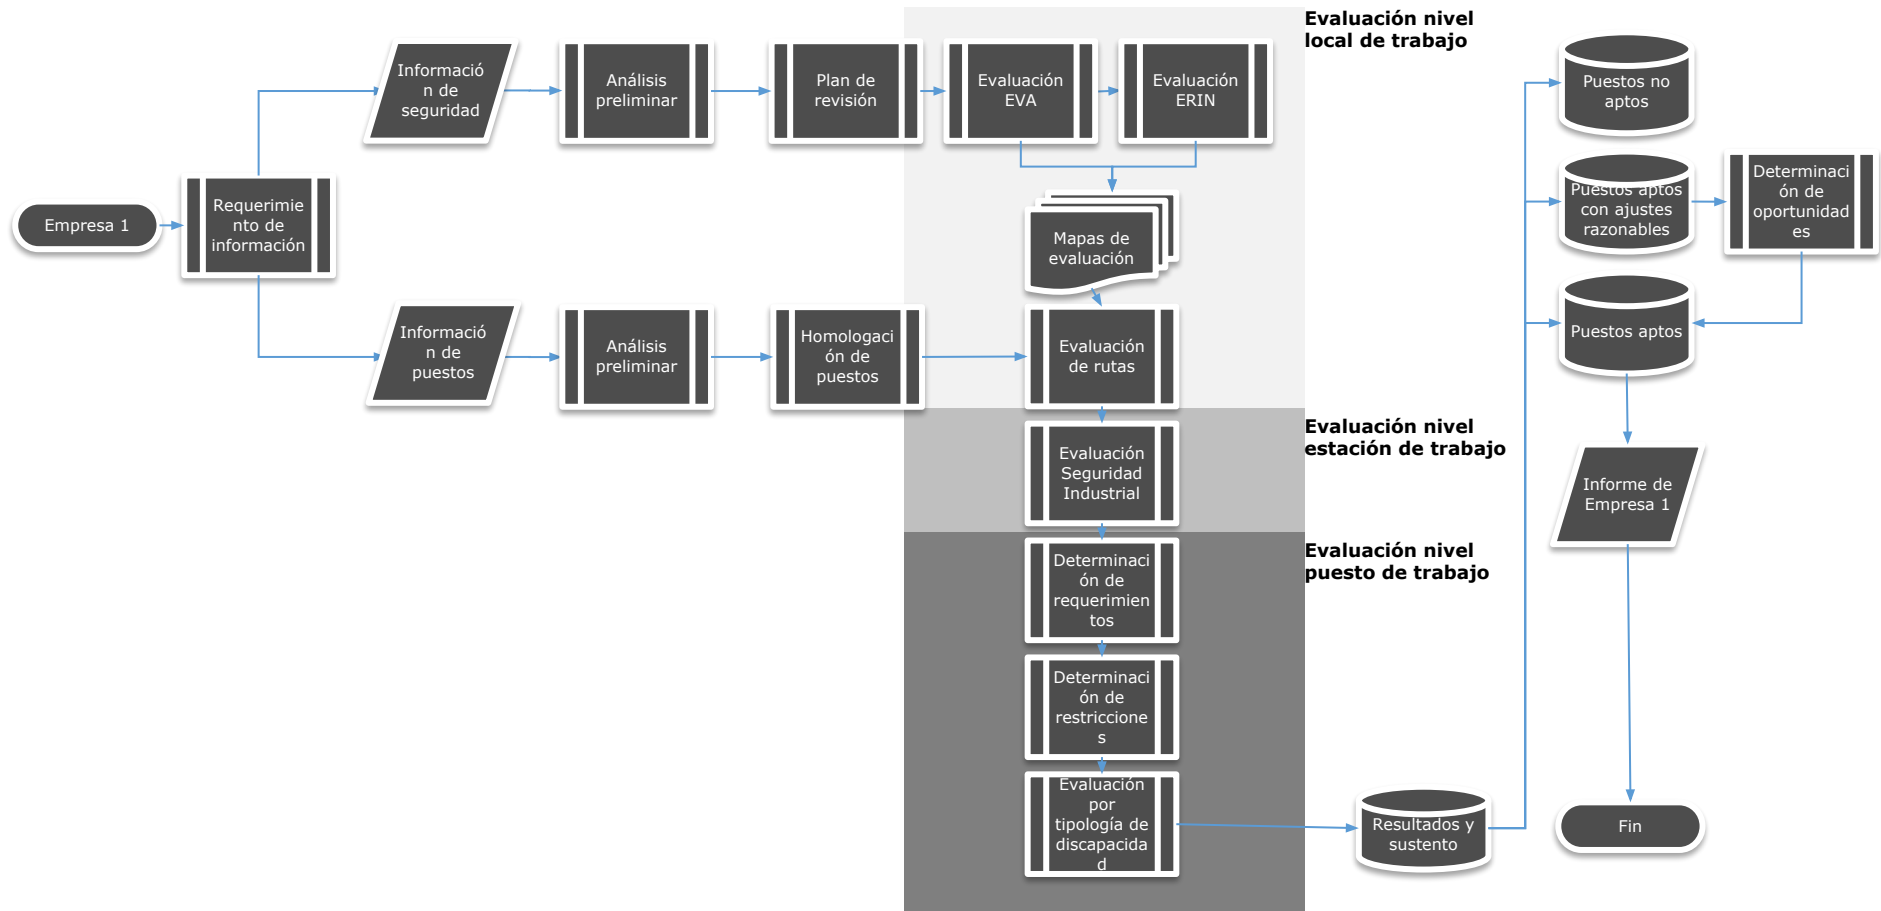 Evaluación nivel
local de trabajo
Informació
n de
seguridad
Análisis
preliminar
Plan de
revisión
Evaluación
EVA
Evaluación
ERIN
Puestos no
aptos
Empresa 1
Requerimie
nto de
información
Mapas de
evaluación
Puestos aptos
con ajustes
razonables
Determinaci
ón de
oportunidad
es
Informació
n de
puestos
Análisis
preliminar
Homologaci
ón de
puestos
Evaluación
de rutas
Puestos aptos
Evaluación nivel
estación de trabajo
Evaluación
Seguridad
Industrial
Informe de
Empresa 1
Evaluación nivel
puesto de trabajo
Determinaci
ón de
requerimien
tos
Determinaci
ón de
restriccione
s
Evaluación
por
tipología de
discapacida
d
Resultados y
sustento
Fin